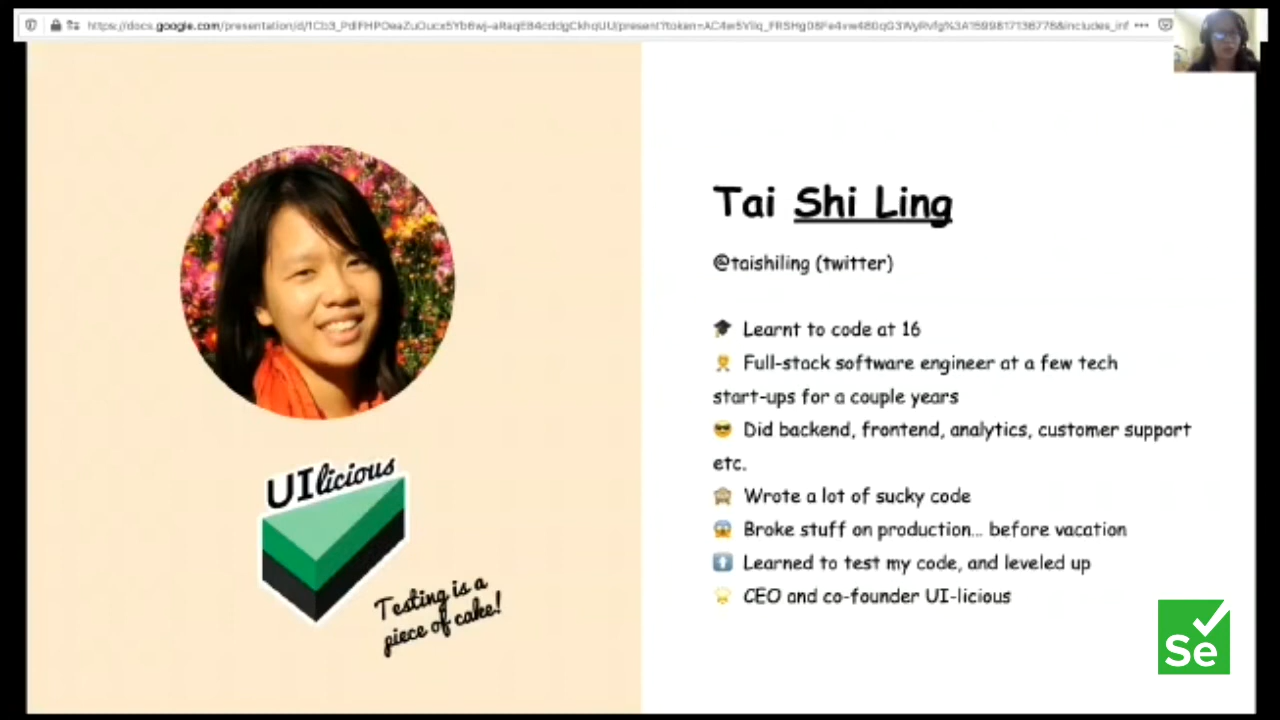 Tai Shi Ling
@taishiling (twitter)
Learnt to code at 16
Full-stack software engineer at a few tech
start-ups for a couple years
Did backend, frontend, analytics, customer support
etc.
Wrote a lot of sucky code
Broke stuff on production... before vacation
Learned to test my code, and leveled up
CEO and co-founder UI-licious
UIlicious
Testing is a
piece of cake!
Se